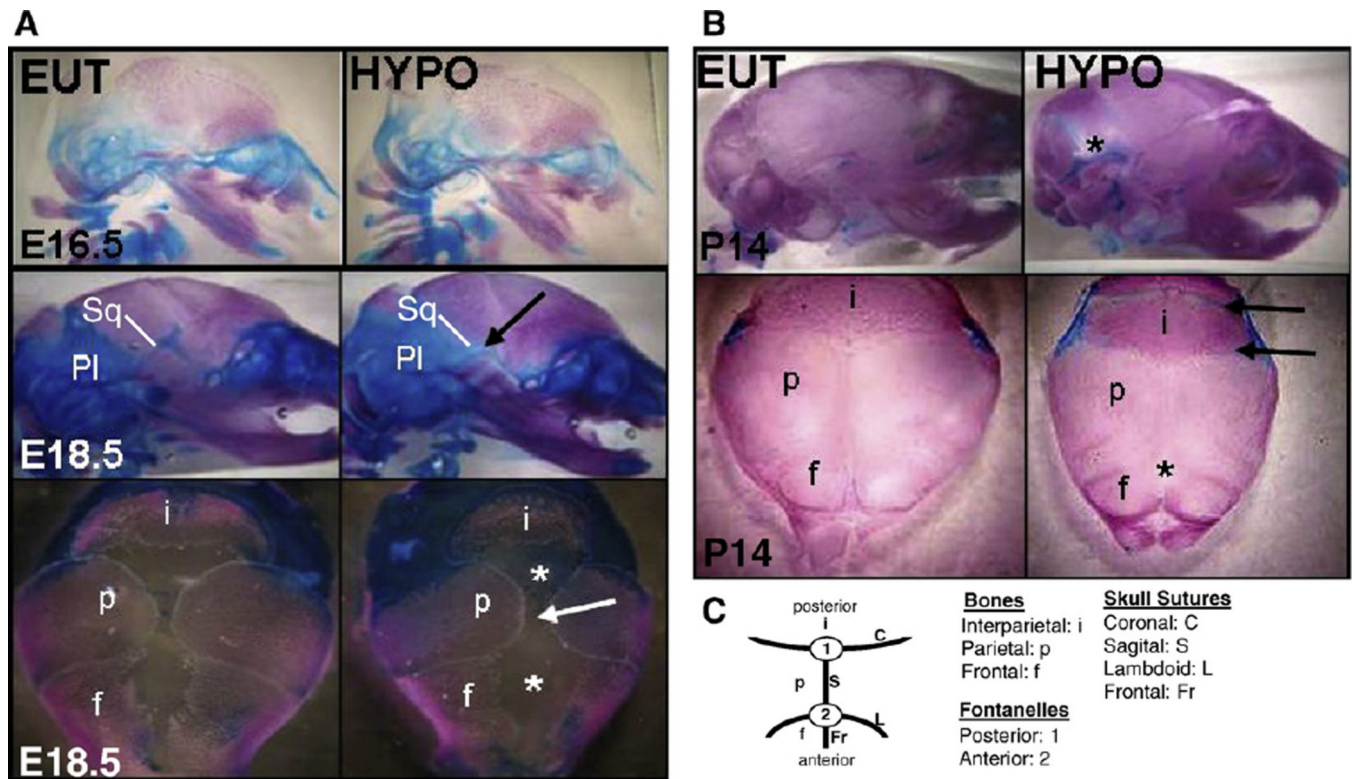 A
EUT
HYPO
E16.5
Sq
Pl
E18.5
Sq
Pl
i
p
f
E18.5
i
*
p
*
f
B
EUT
P14
HYPO
*
i
p
f
P14
i
p
*
f
C
posterior
i
C
1
p
S
2
L
f
Fr
anterior
Bones
Interparietal: i
Parietal: p
Frontal: f
Fontanelles
Posterior: 1
Anterior: 2
Skull Sutures
Coronal: C
Sagital: S
Lambdoid: L
Frontal: Fr